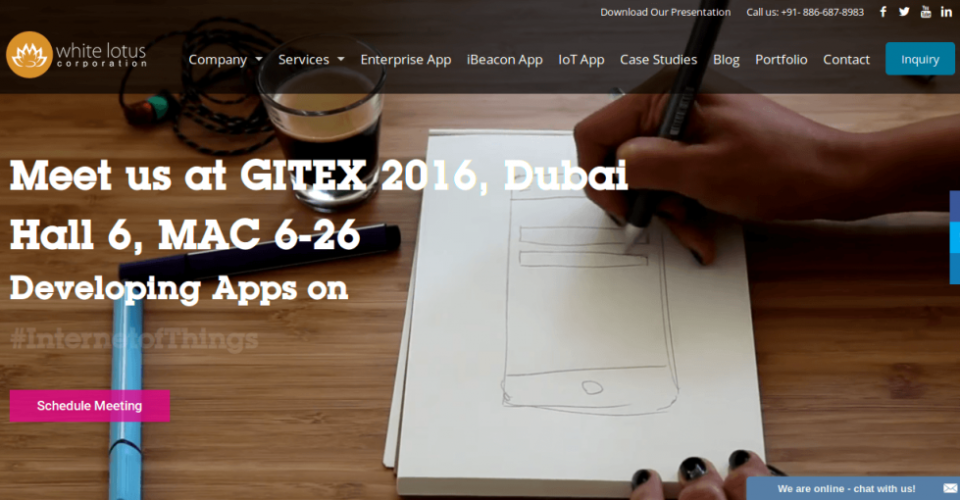 Download Our Presentation Call us: +91- 886-687-8983
white lotus
corporation
Company Services Enterprise App iBeacon App IoT App Case Studies Blog Portfolio Contact Inquiry
Meet us at GITEX 2016, Dubai
Hall 6, MAC 6-26
Developing Apps on
#InternetofThings
Schedule Meeting
We are online - chat with us!